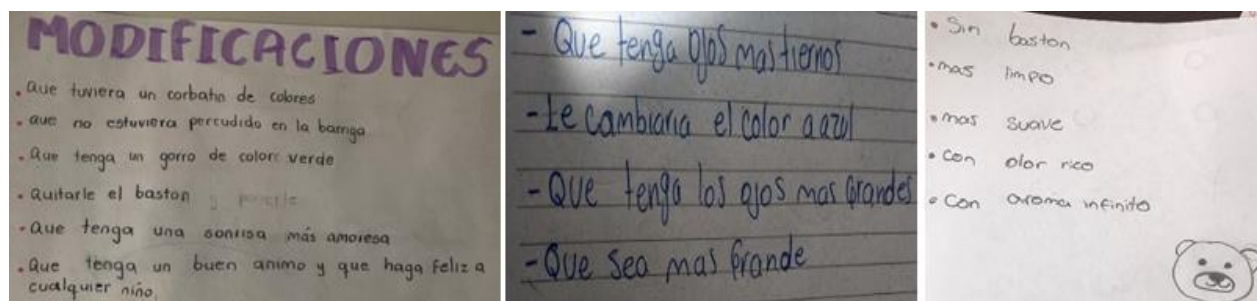 MODIFICACIONES
• Que tuviera un corbatin de colores
• que no estuviera percudido en la barriga
• Que tenga un gorro de color verde
• Quitarle el baston y ponerle
• Que tenga una sonrisa más amorosa
• Que tenga un buen animo y que haga feliz a
cualquier niño.
- Que tenga ojos mas tiernos
- Le cambiaria el color a azul
- Que tenga los ojos mas grandes
- Que sea mas grande
• Sin baston
• mas limpo
• mas suave
• con olor rico
• Con aroma infinito